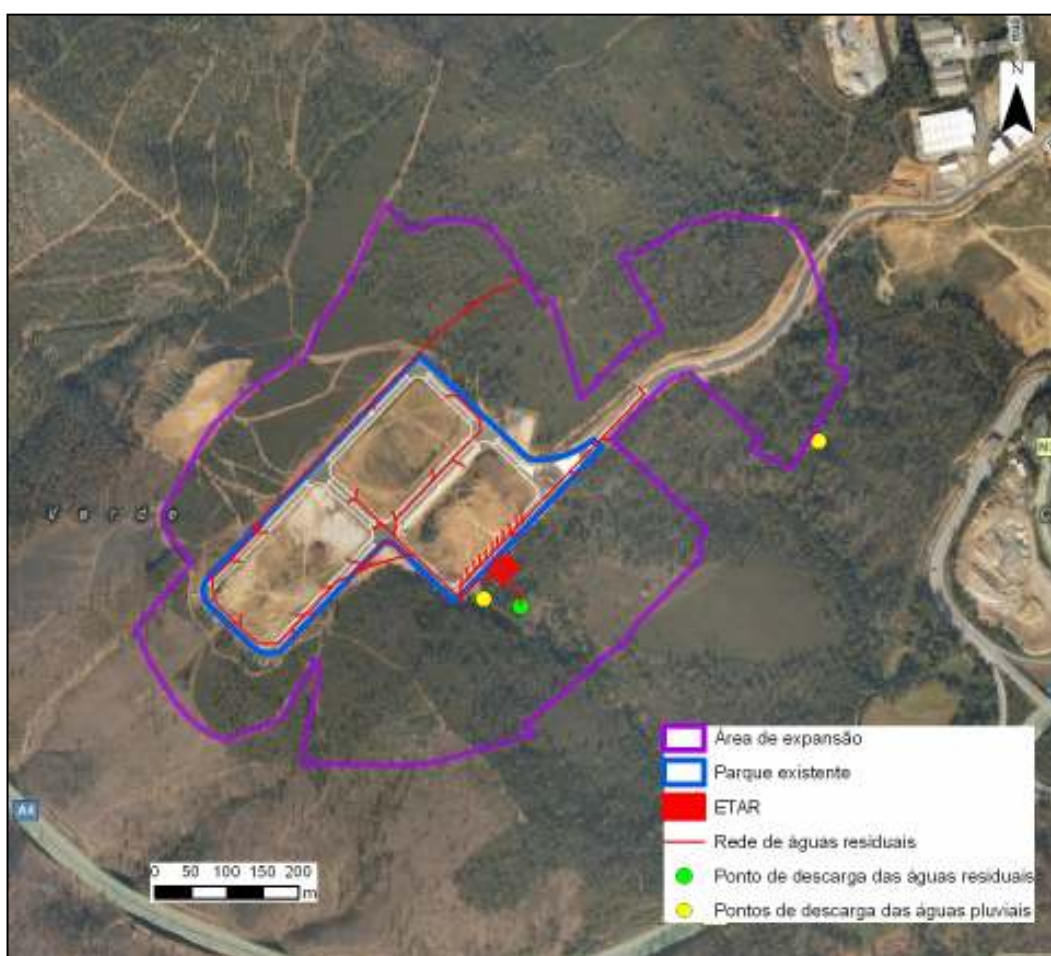 N
V e r d e
A4
0 50 100 150 200
m
Área de expansão
Parque existente
ETAR
Rede de águas residuais
Ponto de descarga das águas residuais
Pontos de descarga das águas pluviais